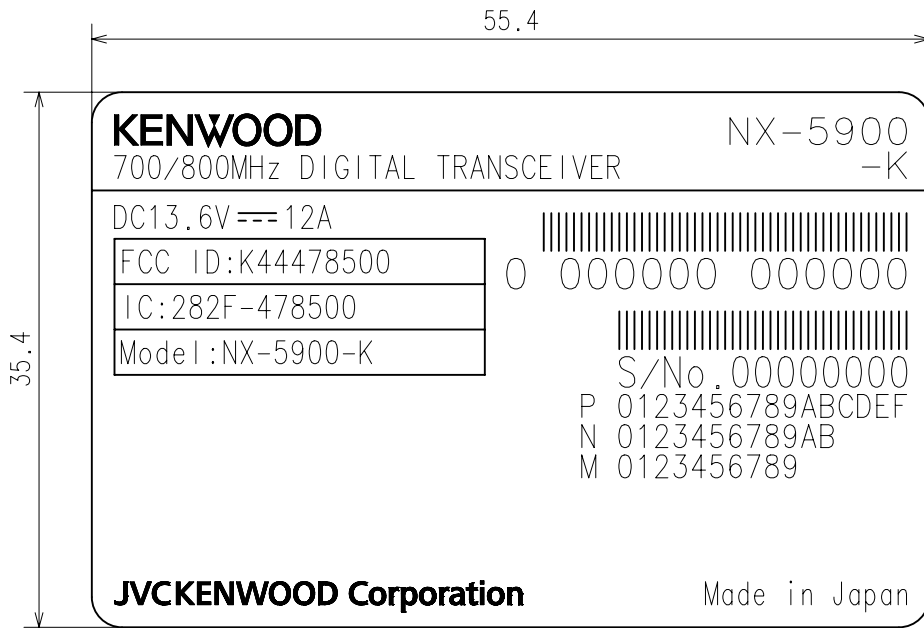 55.4
35.4
KENWOOD
NX-5900
700/800MHz DIGITAL TRANSCEIVER
-K
DC13.6V⎓12A
FCC ID:K44478500
0 000000 000000
IC:282F-478500
Model:NX-5900-K
S/No.00000000
P 0123456789ABCDEF
N 0123456789AB
M 0123456789
JVCKENWOOD Corporation
Made in Japan